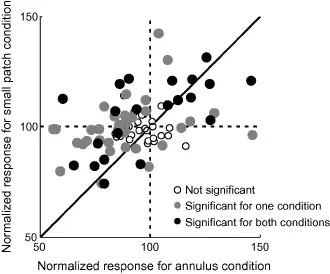 Normalized response for small patch condition
150
100
50
Not significant
Significant for one condition
Significant for both conditions
50
100
150
Normalized response for annulus condition